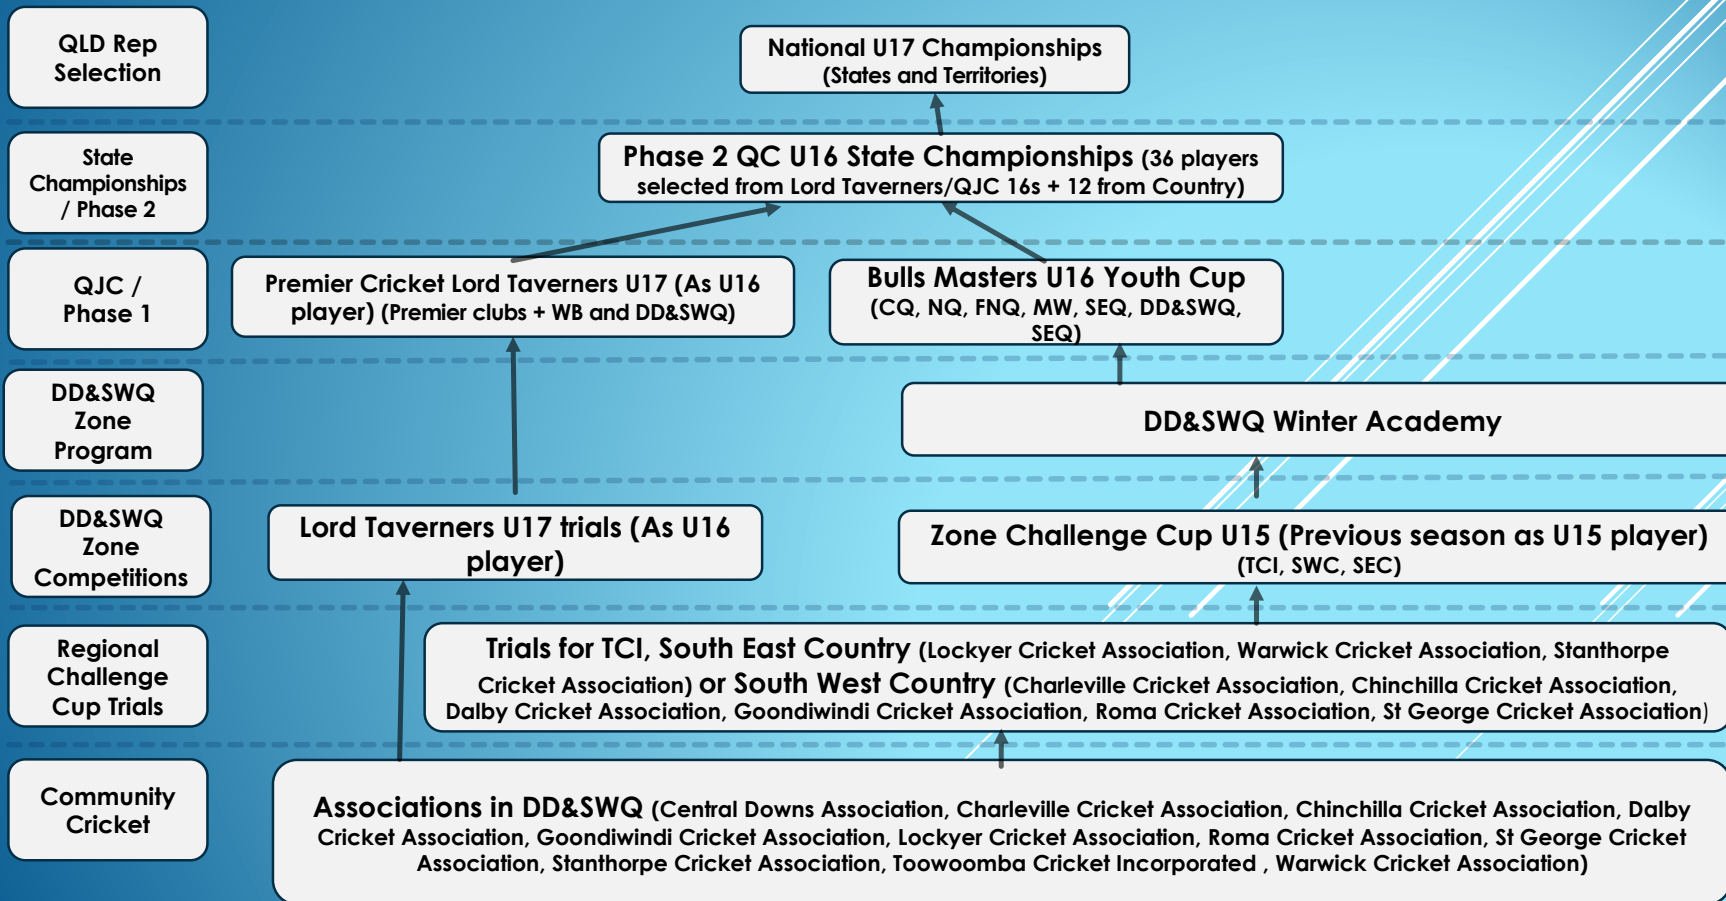 QLD Rep
Selection
National U17 Championships
(States and Territories)
State
Championships
/ Phase 2
Phase 2 QC U16 State Championships (36 players
selected from Lord Taverners/QJC 16s + 12 from Country)
QJC /
Phase 1
Premier Cricket Lord Taverners U17 (As U16
player) (Premier clubs + WB and DD&SWQ)
Bulls Masters U16 Youth Cup
(CQ, NQ, FNQ, MW, SEQ, DD&SWQ,
SEQ)
DD&SWQ
Zone
Program
DD&SWQ Winter Academy
DD&SWQ
Zone
Competitions
Lord Taverners U17 trials (As U16
player)
Zone Challenge Cup U15 (Previous season as U15 player)
(TCI, SWC, SEC)
Regional
Challenge
Cup Trials
Trials for TCI, South East Country (Lockyer Cricket Association, Warwick Cricket Association, Stanthorpe
Cricket Association) or South West Country (Charleville Cricket Association, Chinchilla Cricket Association,
Dalby Cricket Association, Goondiwindi Cricket Association, Roma Cricket Association, St George Cricket Association)
Community
Cricket
Associations in DD&SWQ (Central Downs Association, Charleville Cricket Association, Chinchilla Cricket Association, Dalby
Cricket Association, Goondiwindi Cricket Association, Lockyer Cricket Association, Roma Cricket Association, St George Cricket
Association, Stanthorpe Cricket Association, Toowoomba Cricket Incorporated , Warwick Cricket Association)